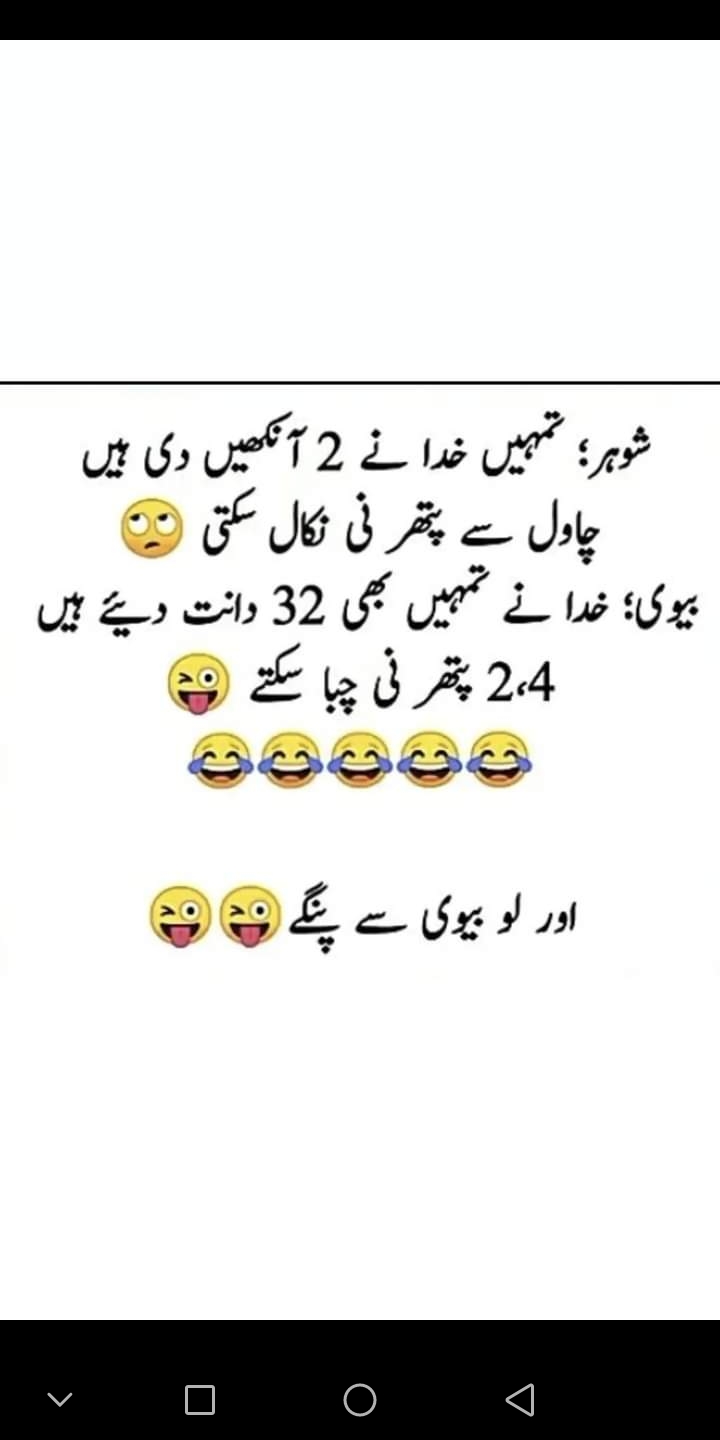 شوہر؛ تمہیں خدا نے 2 آنکھیں دی ہیں
چاول سے پتھر نی نکال سکتی 🙄
بیوی؛ خدا نے تمہیں بھی 32 دانت دیئے ہیں
2،4 پتھر نی چبا سکتے 😜
😂😂😂😂😂
اور لو بیوی سے پنگے 😜😜